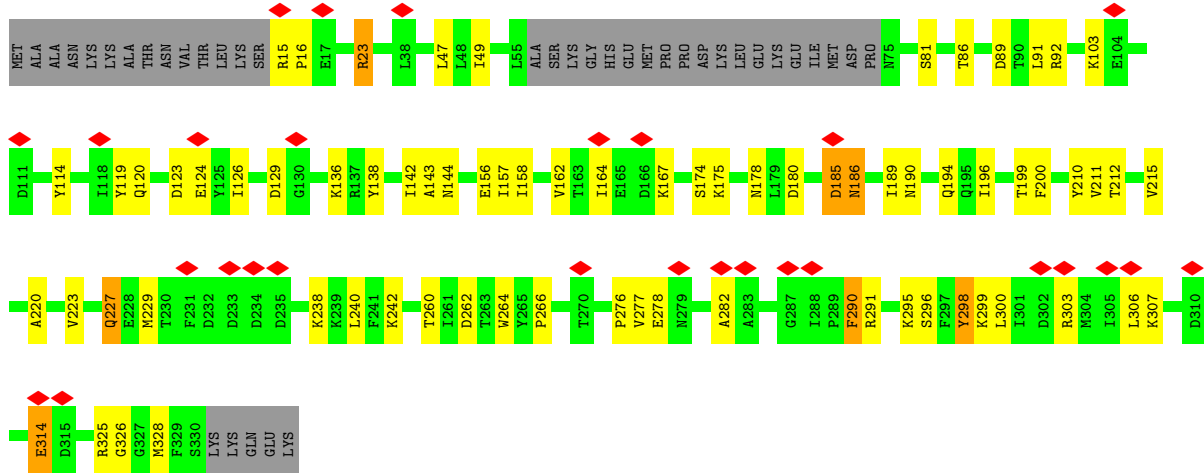 MET ALA ALA ASN LYS LYS ALA THR ASN VAL THR LEU LYS SER R15 P16 E17 R23 L38 L47 L48 I49 L55 ALA SER LYS GLY HIS GLU MET PRO PRO ASP LYS LEU GLU LYS GLU ILE MET ASP PRO N75 S81 T86 D89 T90 L91 R92 K103 E104
D111 Y114 I118 Y119 Q120 D123 E124 Y125 I126 D129 G130 K136 R137 Y138 I142 A143 N144 E156 I157 I158 V162 T163 I164 E165 D166 K167 S174 K175 N178 L179 D180 D185 N186 I189 N190 Q194 Q195 I196 T199 F200 Y210 V211 T212 V215
A220 V223 Q227 E228 M229 T230 F231 D232 D233 D234 D235 K238 K239 L240 F241 K242 T260 I261 D262 T263 W264 Y265 P266 T270 P276 V277 E278 N279 A282 A283 G287 I288 P289 F290 R291 K295 S296 F297 Y298 K299 L300 I301 D302 R303 M304 I305 L306 K307 D310
E314 D315 R325 G326 G327 M328 F329 S330 LYS LYS GLN GLU LYS